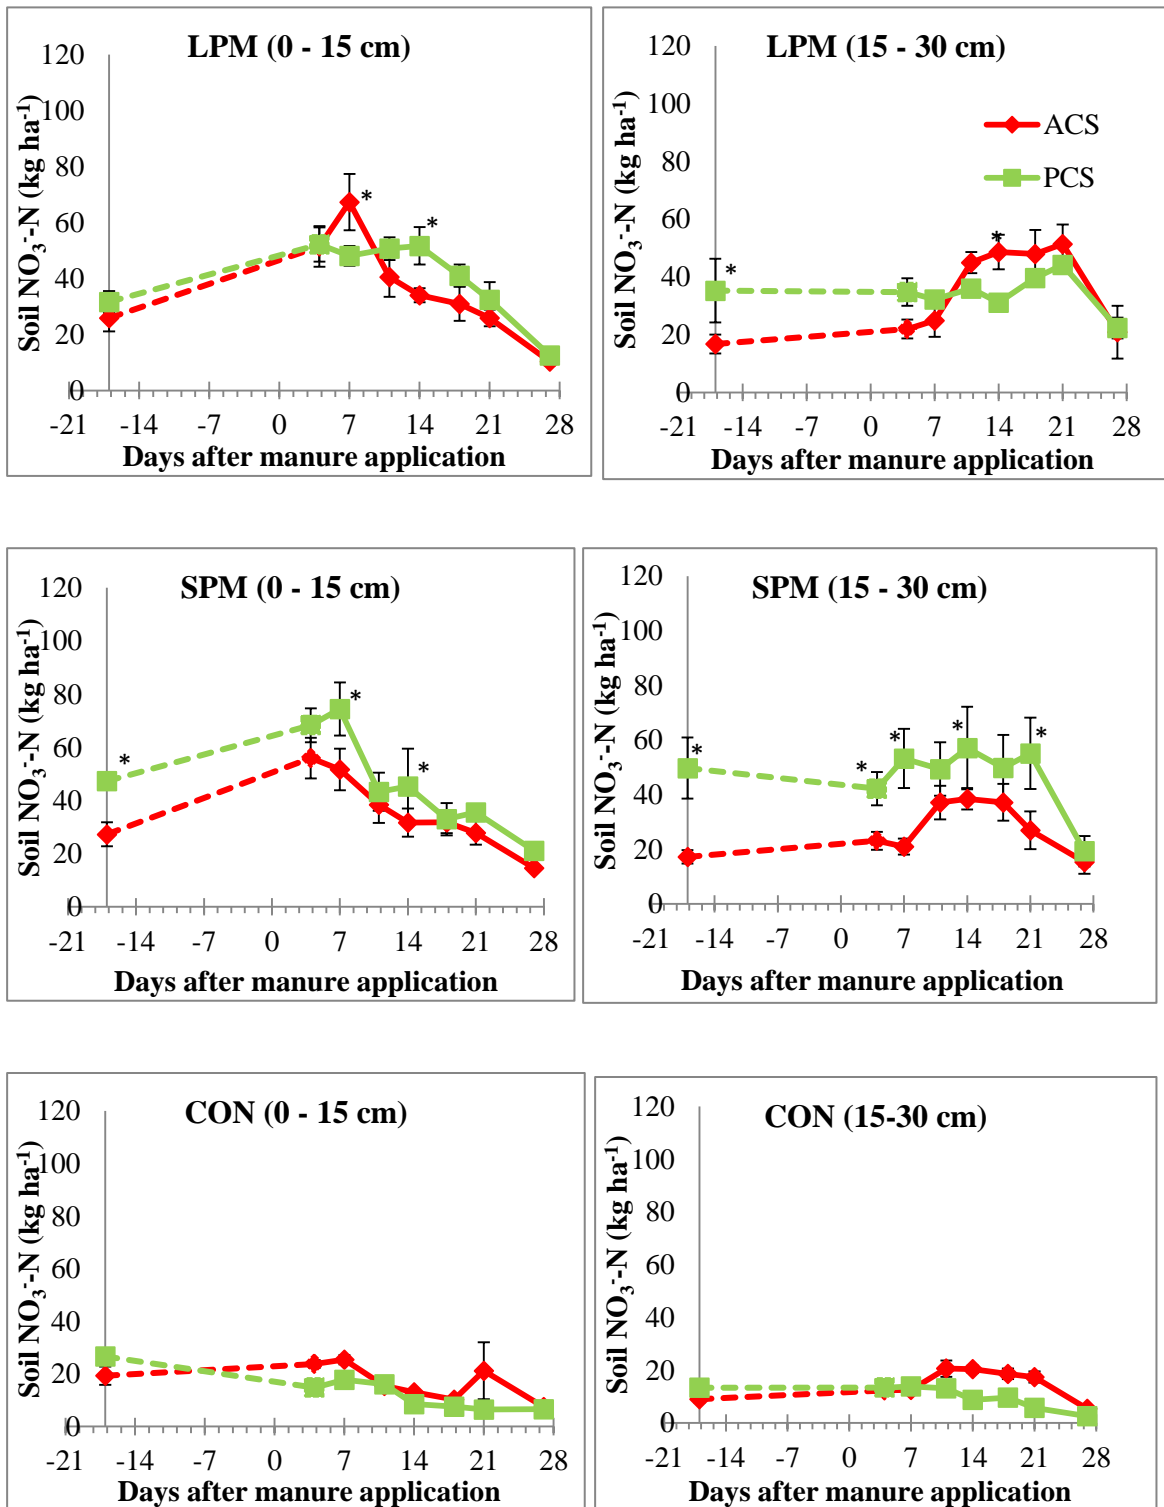 LPM (0 - 15 cm)
Soil NO₃⁻-N (kg ha⁻¹)
120
100
80
60
40
20
0
* *
-21 -14 -7 0 7 14 21 28
Days after manure application
LPM (15 - 30 cm)
Soil NO₃⁻-N (kg ha⁻¹)
120
100
80
60
40
20
0
ACS
PCS
* *
-21 -14 -7 0 7 14 21 28
Days after manure application
SPM (0 - 15 cm)
Soil NO₃⁻-N (kg ha⁻¹)
120
100
80
60
40
20
0
* * *
-21 -14 -7 0 7 14 21 28
Days after manure application
SPM (15 - 30 cm)
Soil NO₃⁻-N (kg ha⁻¹)
120
100
80
60
40
20
0
* * * * *
-21 -14 -7 0 7 14 21 28
Days after manure application
CON (0 - 15 cm)
Soil NO₃⁻-N (kg ha⁻¹)
120
100
80
60
40
20
0
-21 -14 -7 0 7 14 21 28
Days after manure application
CON (15-30 cm)
Soil NO₃⁻-N (kg ha⁻¹)
120
100
80
60
40
20
0
-21 -14 -7 0 7 14 21 28
Days after manure application